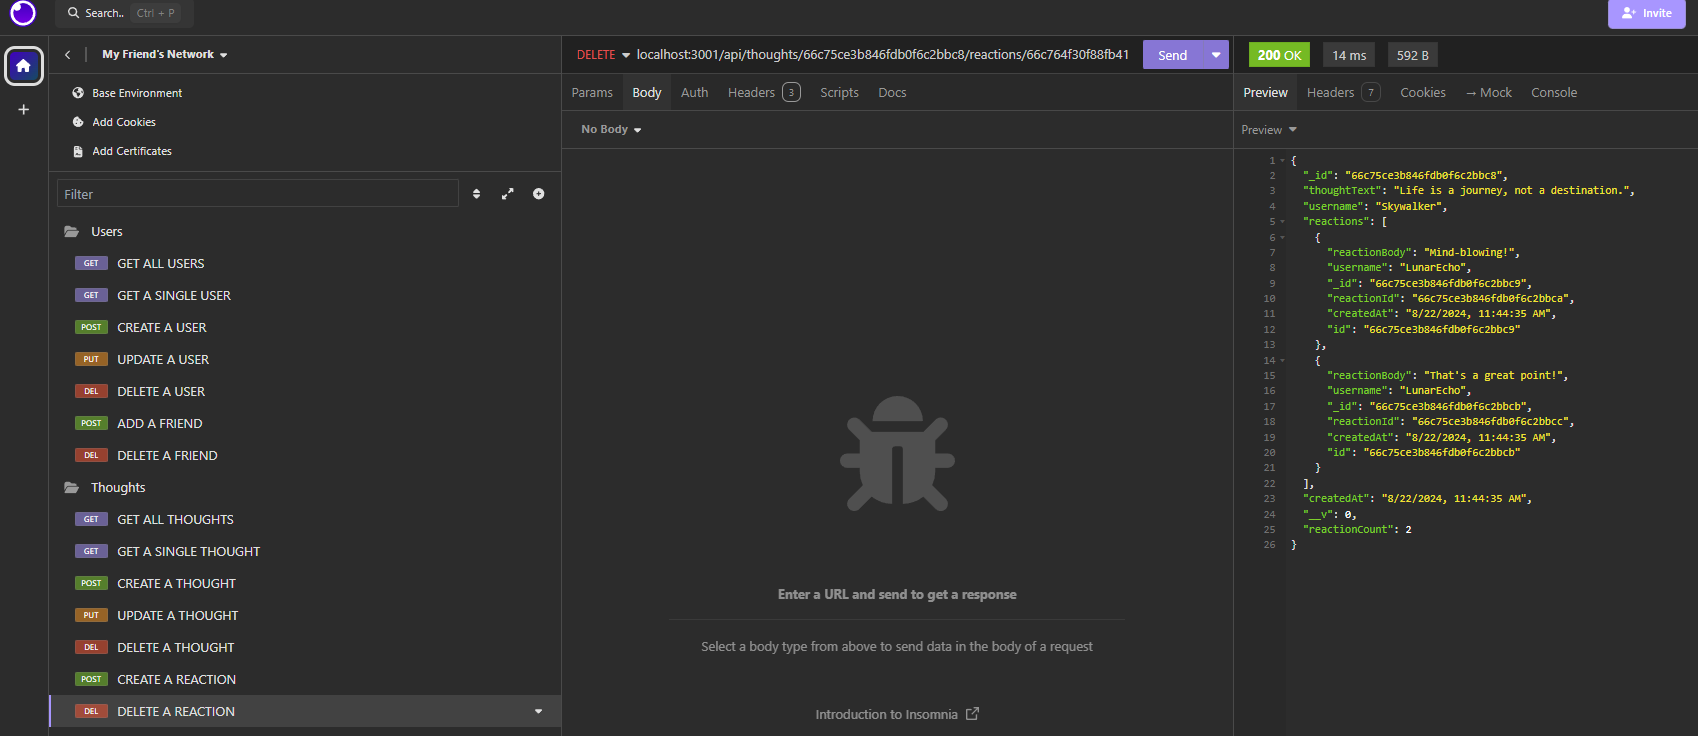 Search.. Ctrl + P
Invite
My Friend's Network
DELETE localhost:3001/api/thoughts/66c75ce3b846fdb0f6c2bbc8/reactions/66c764f30f88fb41 Send
200 OK 14 ms 592 B
Base Environment
Add Cookies
Add Certificates
Filter
Users
GET GET ALL USERS
GET GET A SINGLE USER
POST CREATE A USER
PUT UPDATE A USER
DEL DELETE A USER
POST ADD A FRIEND
DEL DELETE A FRIEND
Thoughts
GET GET ALL THOUGHTS
GET GET A SINGLE THOUGHT
POST CREATE A THOUGHT
PUT UPDATE A THOUGHT
DEL DELETE A THOUGHT
POST CREATE A REACTION
DEL DELETE A REACTION
Params Body Auth Headers 3 Scripts Docs
No Body
Enter a URL and send to get a response
Select a body type from above to send data in the body of a request
Introduction to Insomnia
Preview Headers 7 Cookies → Mock Console
Preview
1 {
2 "_id": "66c75ce3b846fdb0f6c2bbc8",
3 "thoughtText": "Life is a journey, not a destination.",
4 "username": "Skywalker",
5 "reactions": [
6 {
7 "reactionBody": "Mind-blowing!",
8 "username": "LunarEcho",
9 "_id": "66c75ce3b846fdb0f6c2bbc9",
10 "reactionId": "66c75ce3b846fdb0f6c2bbca",
11 "createdAt": "8/22/2024, 11:44:35 AM",
12 "id": "66c75ce3b846fdb0f6c2bbc9"
13 },
14 {
15 "reactionBody": "That's a great point!",
16 "username": "LunarEcho",
17 "_id": "66c75ce3b846fdb0f6c2bbcb",
18 "reactionId": "66c75ce3b846fdb0f6c2bbcc",
19 "createdAt": "8/22/2024, 11:44:35 AM",
20 "id": "66c75ce3b846fdb0f6c2bbcb"
21 }
22 ],
23 "createdAt": "8/22/2024, 11:44:35 AM",
24 "__v": 0,
25 "reactionCount": 2
26 }